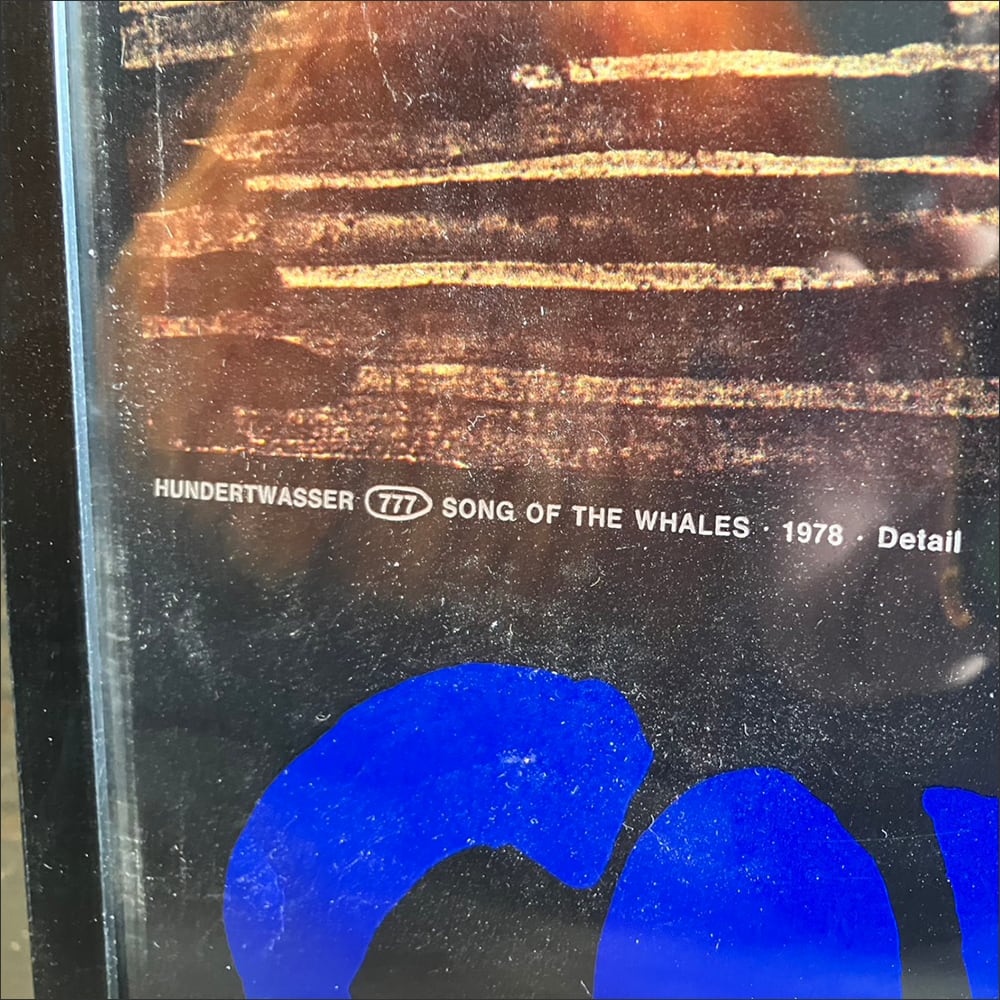 HUNDERTWASSER 777 SONG OF THE WHALES · 1978 · Detail